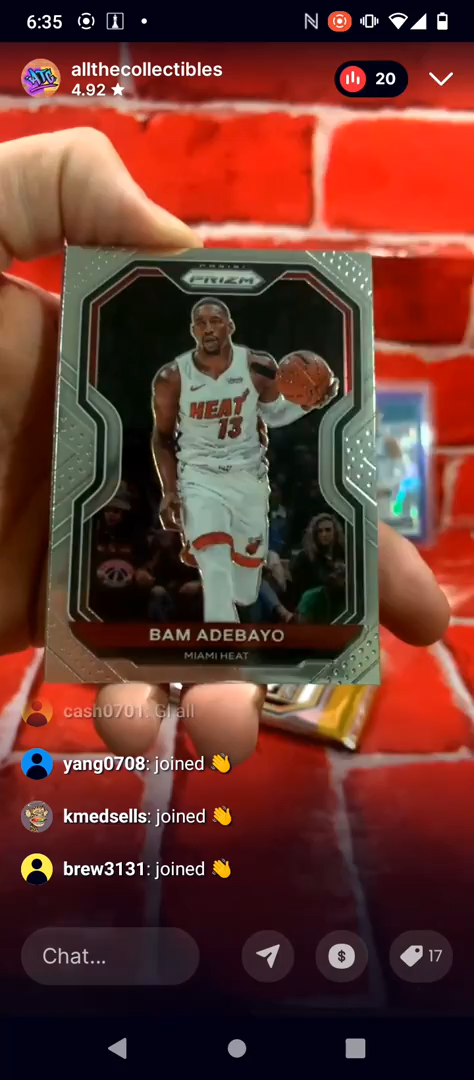 6:35
allthecollectibles
4.92 ★
20
PANINI
PRIZM
HEAT
13
BAM ADEBAYO
MIAMI HEAT
cash0701: Gl all
yang0708: joined 👋
kmedsells: joined 👋
brew3131: joined 👋
Chat...
$
17